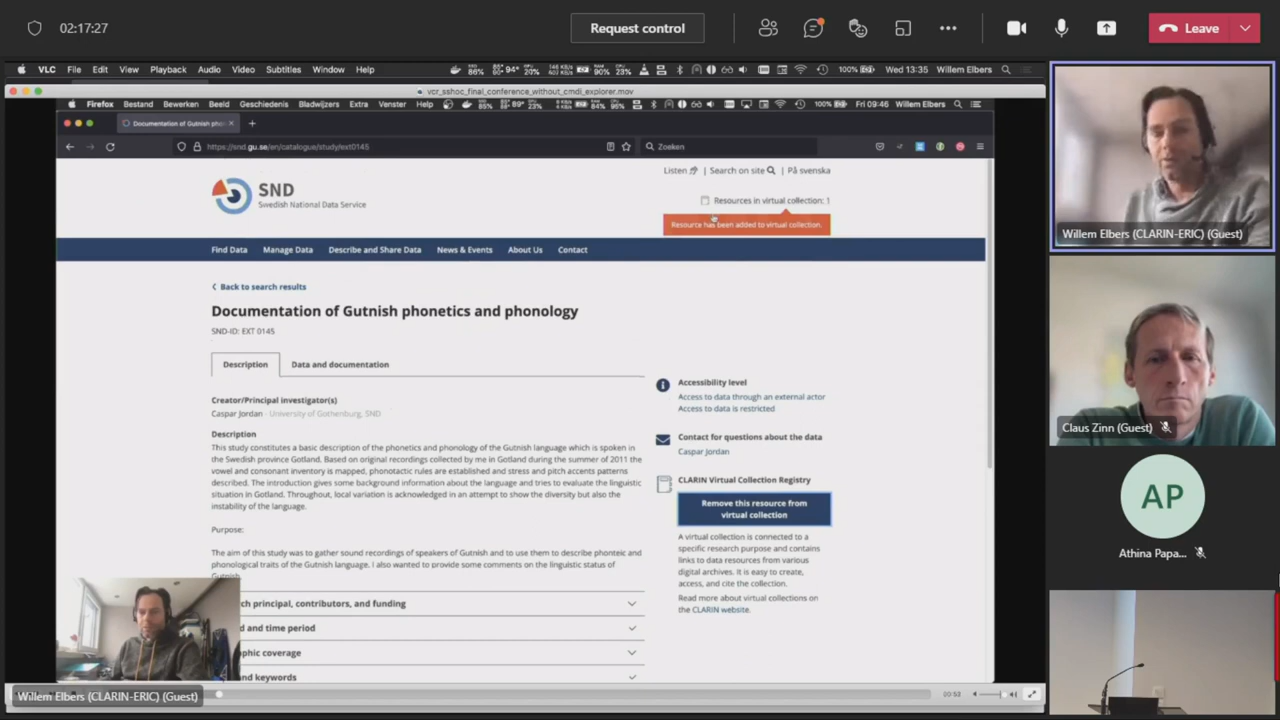 02:17:27
Request control
Leave
VLC File Edit View Playback Audio Video Subtitles Window Help
100% Wed 13:35 Willem Elbers
vcr_sshoc_final_conference_without_cmdi_explorer.mov
Firefox Bestand Bewerken Beeld Geschiedenis Bladwijzers Extra Venster Help
100% Fri 09:46 Willem Elbers
Documentation of Gutnish pho
https://snd.gu.se/en/catalogue/study/ext0145
Zoeken
SND
Swedish National Data Service
Listen | Search on site | På svenska
Resources in virtual collection: 1
Resource has been added to virtual collection.
Find Data Manage Data Describe and Share Data News & Events About Us Contact
Back to search results
Documentation of Gutnish phonetics and phonology
SND-ID: EXT 0145
Description Data and documentation
Creator/Principal investigator(s)
Caspar Jordan - University of Gothenburg, SND
Description
This study constitutes a basic description of the phonetics and phonology of the Gutnish language which is spoken
in the Swedish province Gotland. Based on original recordings collected by me in Gotland during the summer of 2011 the
vowel and consonant inventory is mapped, phonotactic rules are established and stress and pitch accents patterns
described. The introduction gives some background information about the language and tries to evaluate the linguistic
situation in Gotland. Throughout, local variation is acknowledged in an attempt to show the diversity but also the
instability of the language.
Purpose:
The aim of this study was to gather sound recordings of speakers of Gutnish and to use them to describe phonteic and
phonological traits of the Gutnish language. I also wanted to provide some comments on the linguistic status of
Gutnish
ch principal, contributors, and funding
d and time period
phic coverage
and keywords
Accessibility level
Access to data through an external actor
Access to data is restricted
Contact for questions about the data
Caspar Jordan
CLARIN Virtual Collection Registry
Remove this resource from
virtual collection
A virtual collection is connected to a
specific research purpose and contains
links to data resources from various
digital archives. It is easy to create,
access, and cite the collection.
Read more about virtual collections on
the CLARIN website.
Willem Elbers (CLARIN-ERIC) (Guest)
00:53
Willem Elbers (CLARIN-ERIC) (Guest)
Claus Zinn (Guest)
AP
Athina Papa...